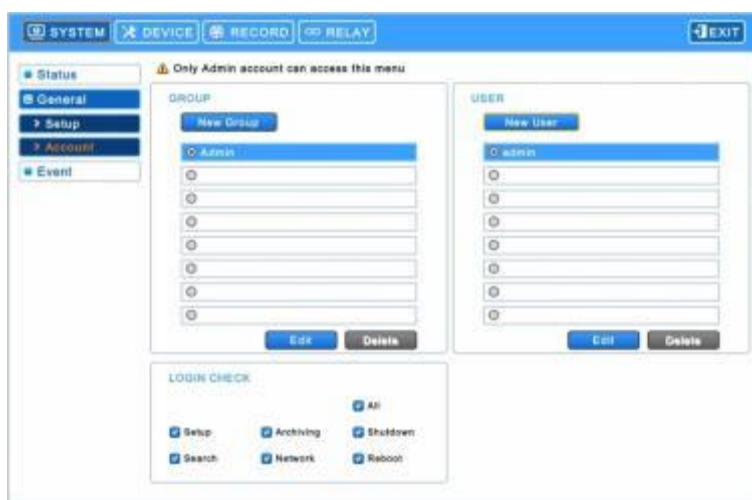 SYSTEM DEVICE RECORD RELAY EXIT
Status
General
Setup
Account
Event
Only Admin account can access this menu
GROUP
New Group
Admin
Edit Delete
USER
New User
admin
Edit Delete
LOGIN CHECK
All
Setup Archiving Shutdown
Search Network Reboot